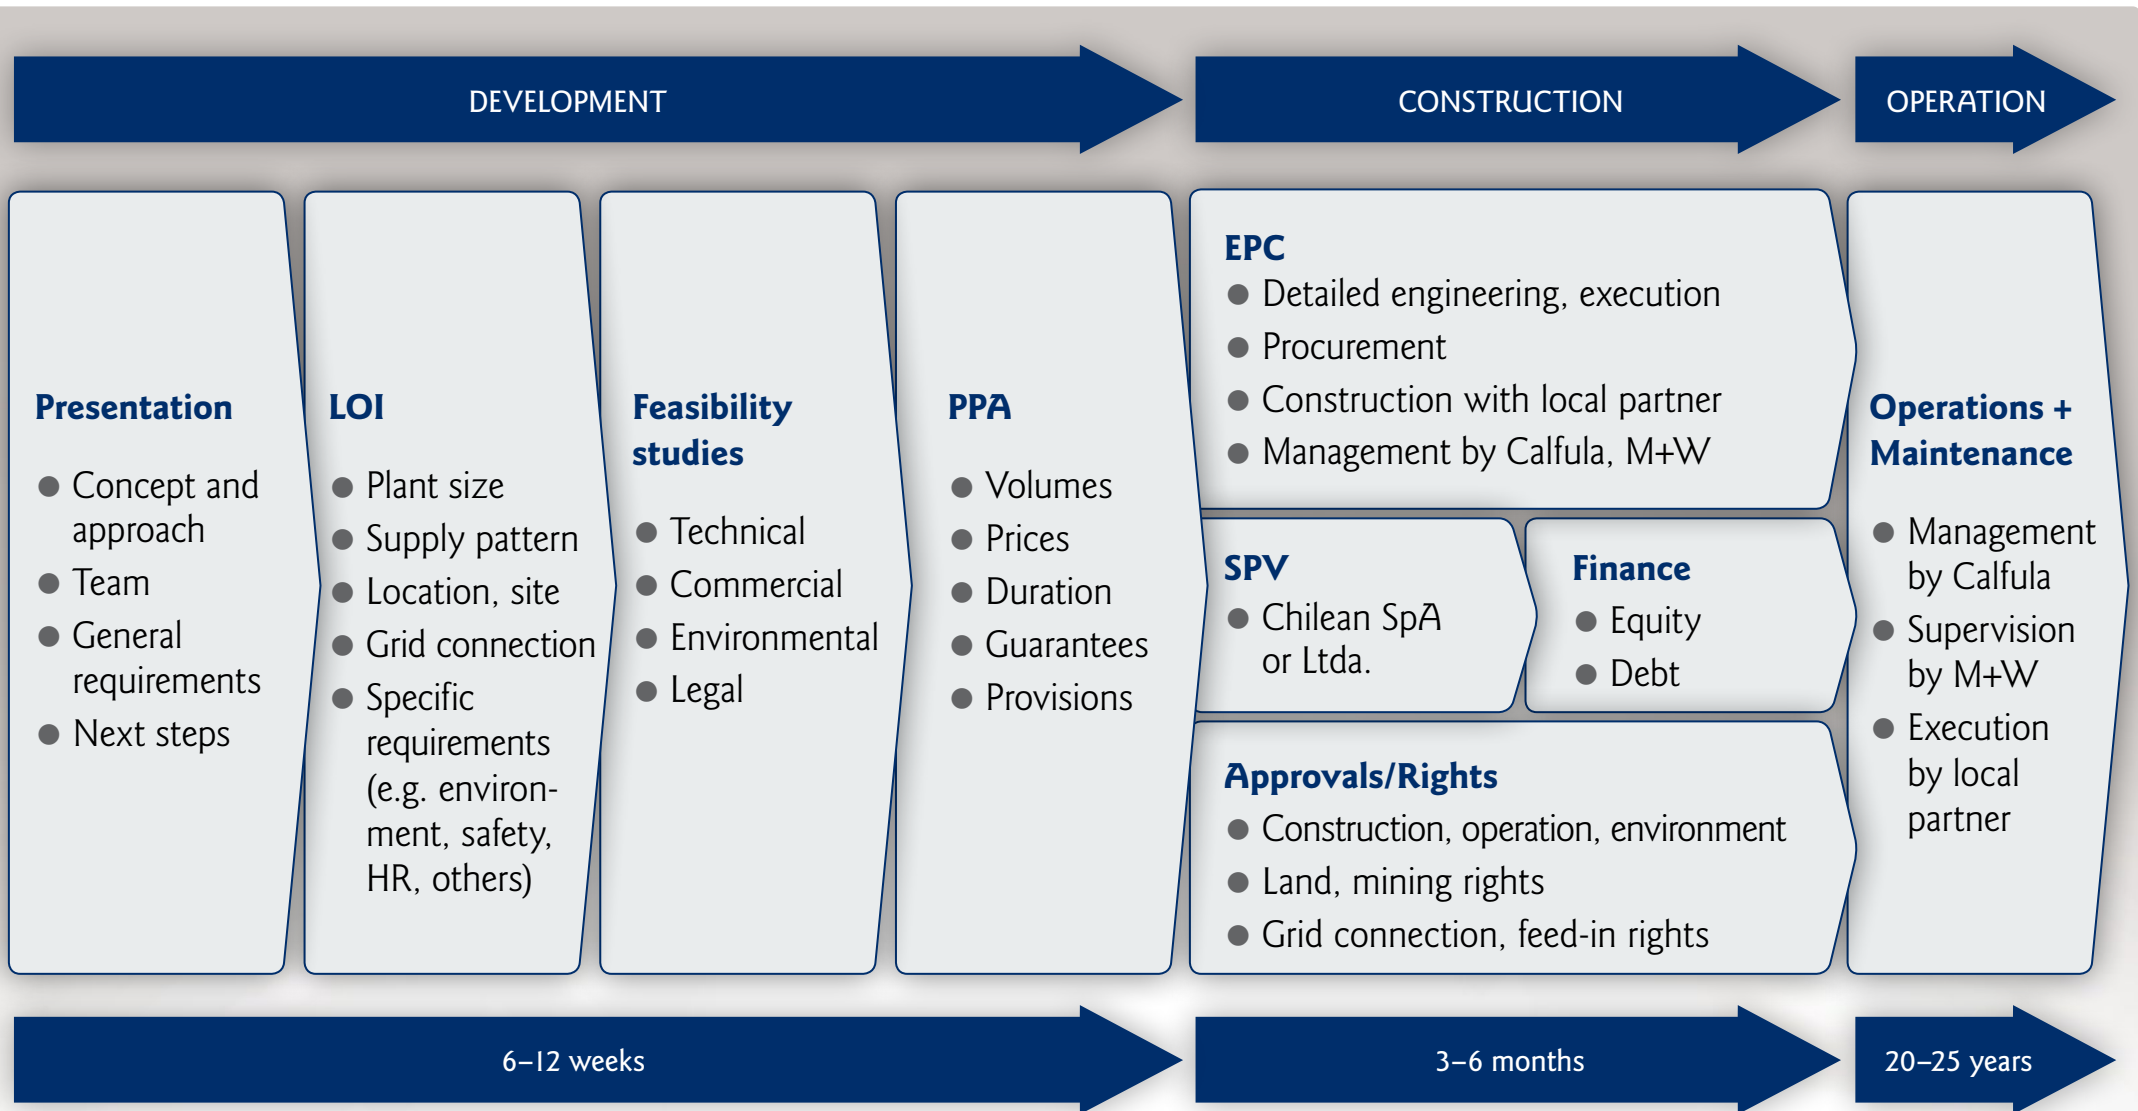 DEVELOPMENT
CONSTRUCTION
OPERATION
Presentation
● Concept and
approach
● Team
● General
requirements
● Next steps
LOI
● Plant size
● Supply pattern
● Location, site
● Grid connection
● Specific
requirements
(e.g. environ-
ment, safety,
HR, others)
Feasibility
studies
● Technical
● Commercial
● Environmental
● Legal
PPA
● Volumes
● Prices
● Duration
● Guarantees
● Provisions
EPC
● Detailed engineering, execution
● Procurement
● Construction with local partner
● Management by Calfula, M+W
SPV
● Chilean SpA
or Ltda.
Finance
● Equity
● Debt
Approvals/Rights
● Construction, operation, environment
● Land, mining rights
● Grid connection, feed-in rights
Operations +
Maintenance
● Management
by Calfula
● Supervision
by M+W
● Execution
by local
partner
6–12 weeks
3–6 months
20–25 years